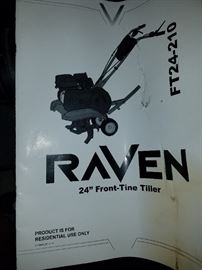 FT24-210
RAVEN
24" Front-Tine Tiller
PRODUCT IS FOR
RESIDENTIAL USE ONLY